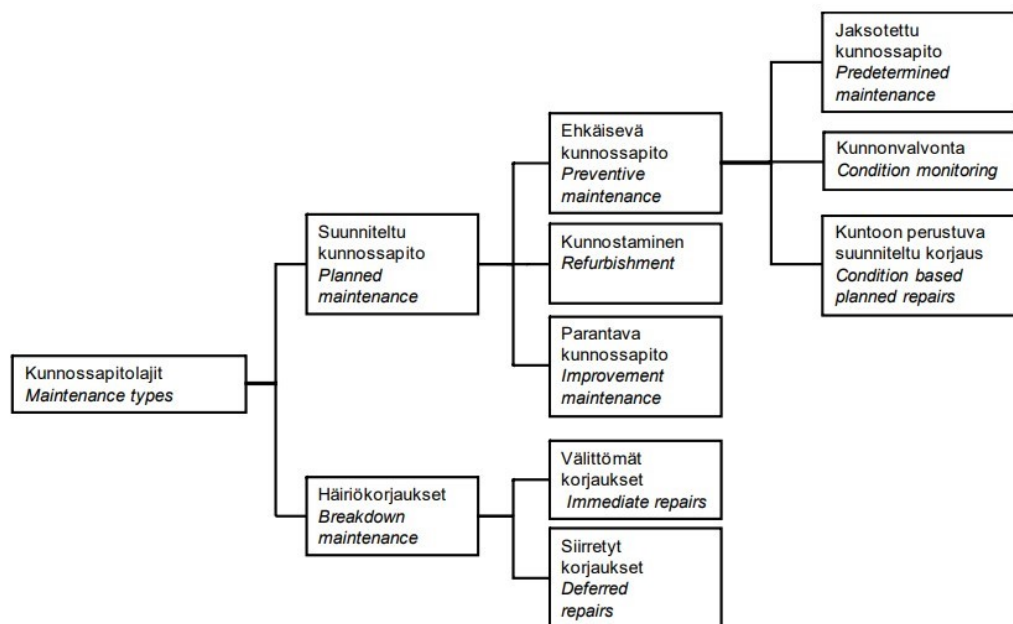 Jaksotettu
kunnossapito
Predetermined
maintenance
Ehkäisevä
kunnossapito
Preventive
maintenance
Kunnonvalvonta
Condition monitoring
Suunniteltu
kunnossapito
Planned
maintenance
Kunnostaminen
Refurbishment
Kuntoon perustuva
suunniteltu korjaus
Condition based
planned repairs
Parantava
kunnossapito
Improvement
maintenance
Kunnossapitolajit
Maintenance types
Välittömät
korjaukset
Immediate repairs
Häiriökorjaukset
Breakdown
maintenance
Siirretyt
korjaukset
Deferred
repairs